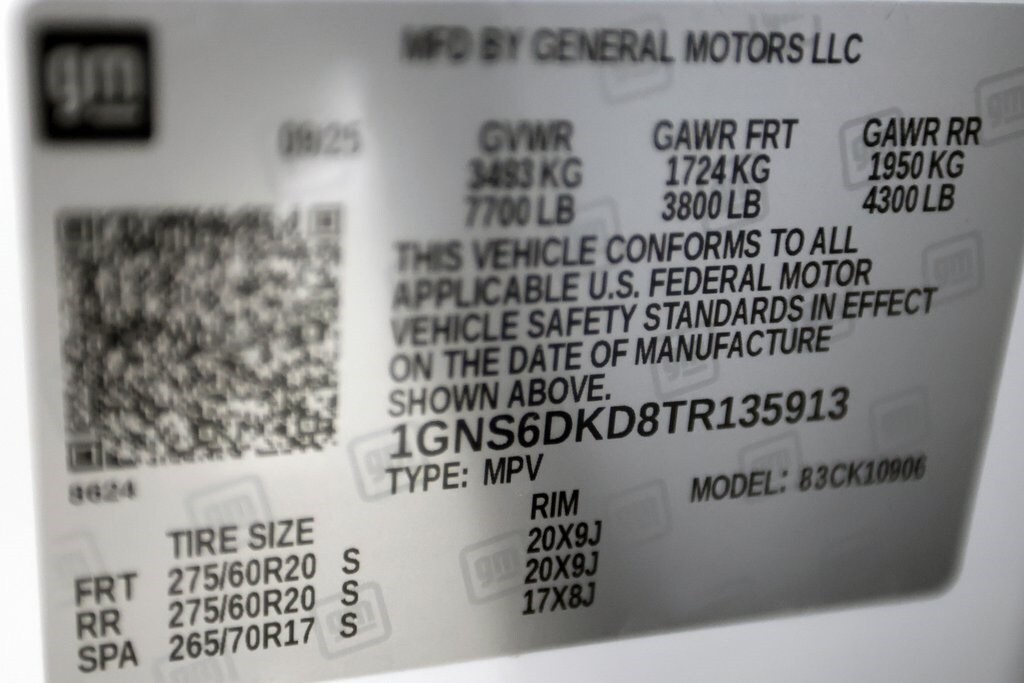 gm
MFD BY GENERAL MOTORS LLC
09/25
GVWR GAWR FRT GAWR RR
3493 KG 1724 KG 1950 KG
7700 LB 3800 LB 4300 LB
THIS VEHICLE CONFORMS TO ALL
APPLICABLE U.S. FEDERAL MOTOR
VEHICLE SAFETY STANDARDS IN EFFECT
ON THE DATE OF MANUFACTURE
SHOWN ABOVE.
1GNS6DKD8TR135913
TYPE: MPV MODEL: 83CK10906
8624
TIRE SIZE RIM
FRT 275/60R20 S 20X9J
RR 275/60R20 S 20X9J
SPA 265/70R17 S 17X8J